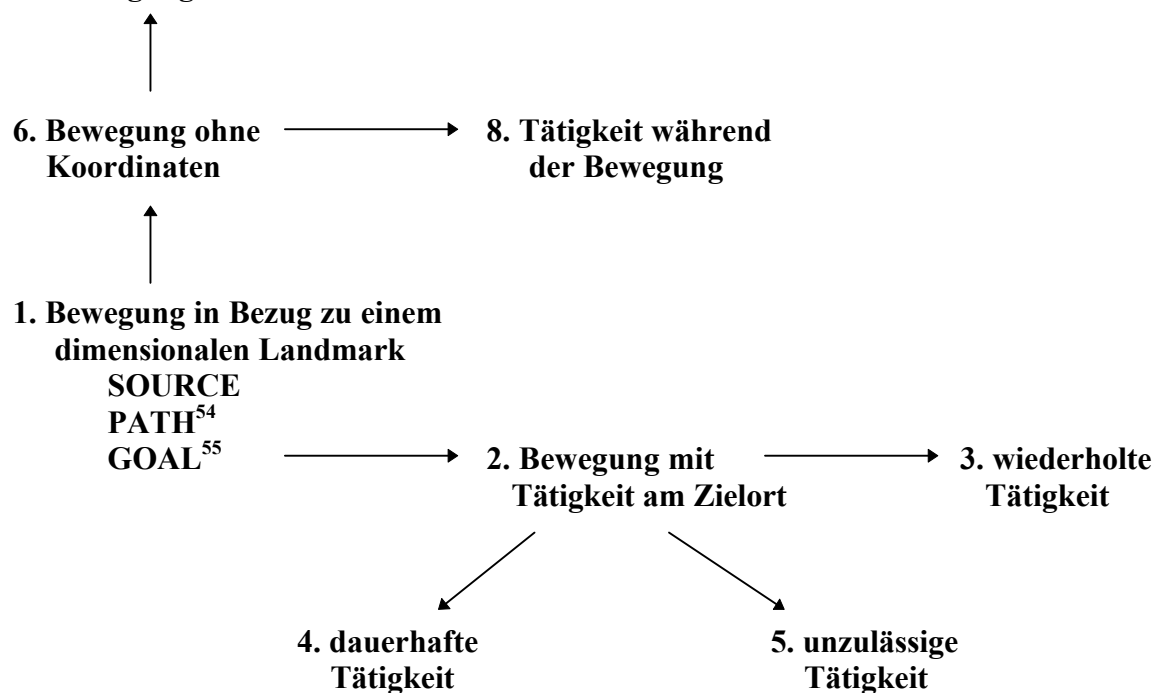 6. Bewegung ohne
Koordinaten
8. Tätigkeit während
der Bewegung
1. Bewegung in Bezug zu einem
dimensionalen Landmark
SOURCE
PATH54
GOAL55
2. Bewegung mit
Tätigkeit am Zielort
3. wiederholte
Tätigkeit
4. dauerhafte
Tätigkeit
5. unzulässige
Tätigkeit